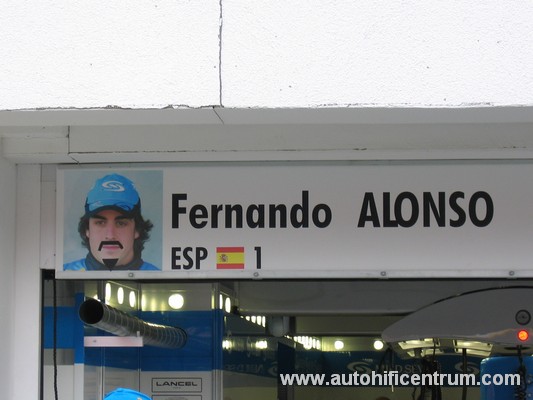 Fernando ALONSO
ESP 1
LANCEL
www.autohificentrum.com